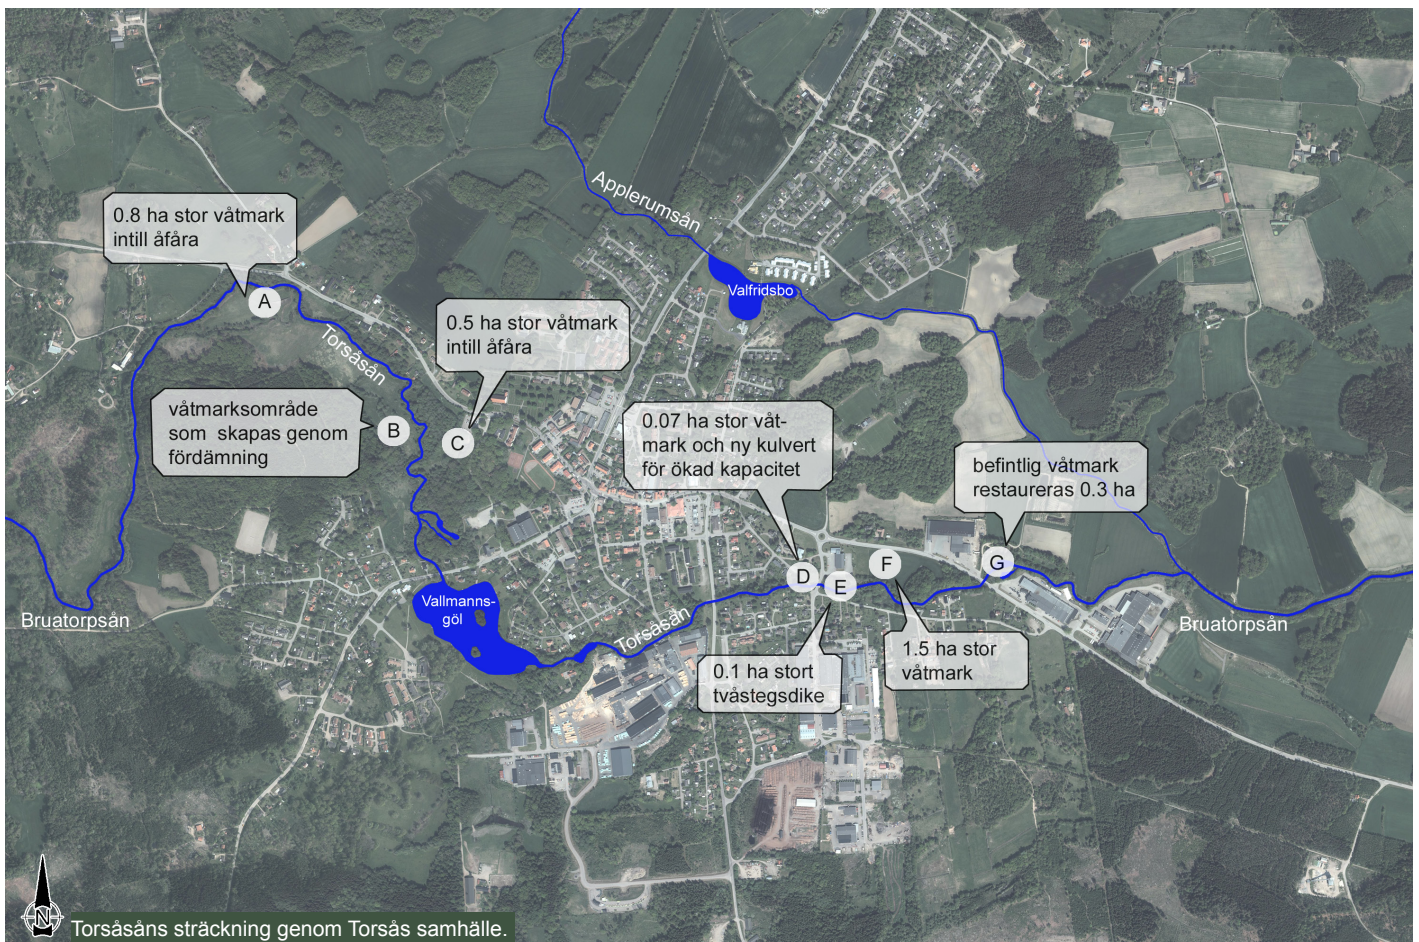 Applerumsån
0.8 ha stor våtmark
intill åfåra
A
Valfridsbo
0.5 ha stor våtmark
intill åfåra
Torsåsån
våtmarksområde
som skapas genom
fördämning
B
C
0.07 ha stor våt-
mark och ny kulvert
för ökad kapacitet
befintlig våtmark
restaureras 0.3 ha
D
E
F
G
Vallmanns-
göl
Bruatorpsån
Torsåsån
Bruatorpsån
0.1 ha stort
tvåstegsdike
1.5 ha stor
våtmark
N
Torsåsåns sträckning genom Torsås samhälle.